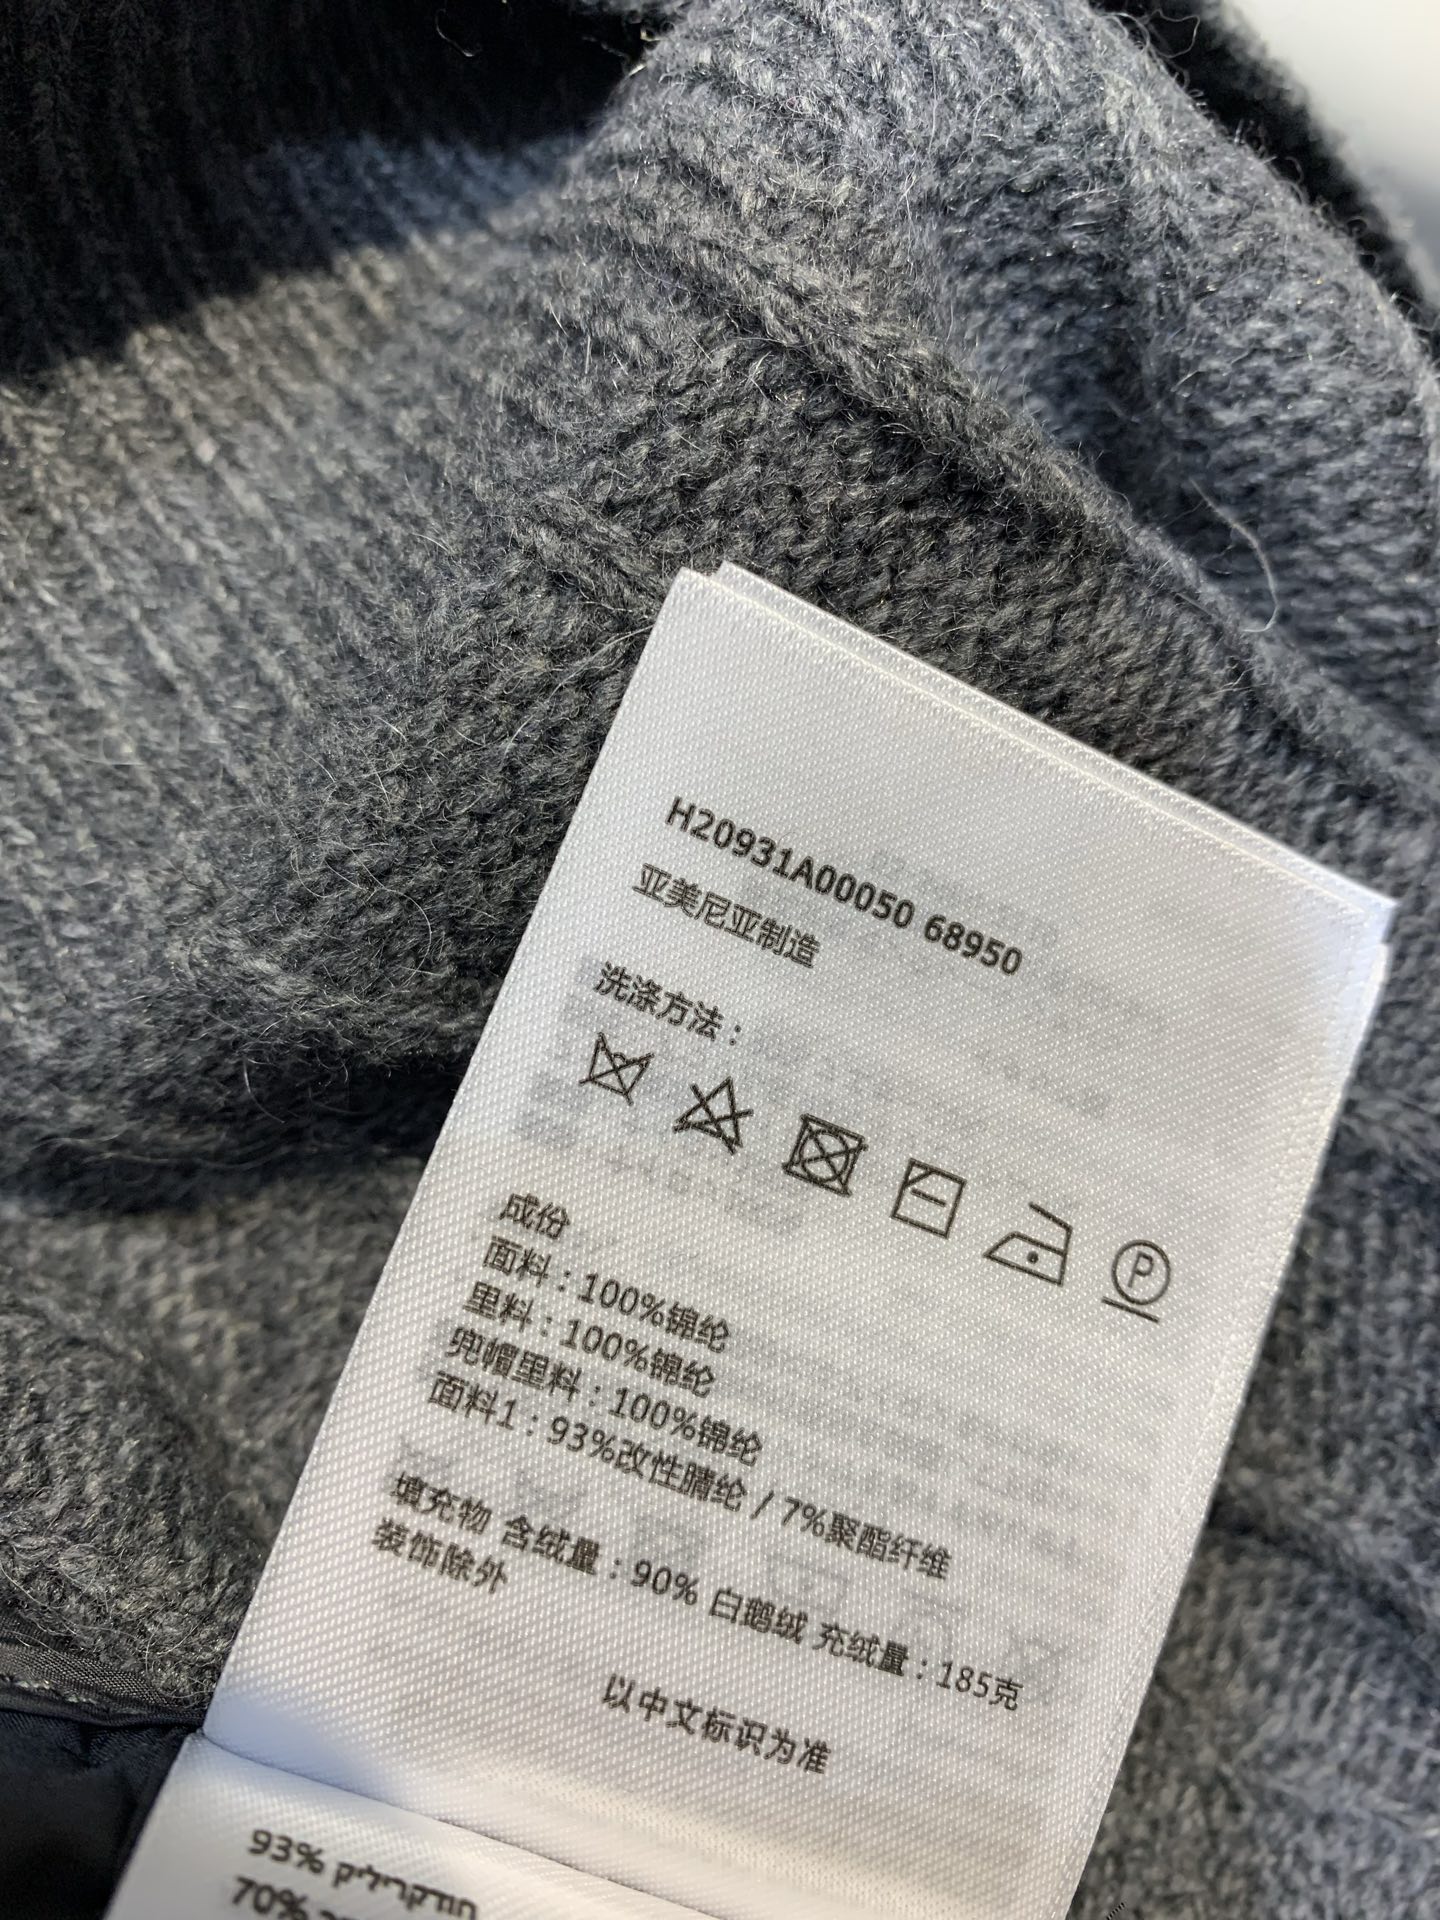 H20931A00050 68950
亚美尼亚制造
洗涤方法：
P
成份
面料：100%锦纶
里料：100%锦纶
兜帽里料：100%锦纶
面料1：93%改性腈纶 / 7%聚酯纤维
填充物 含绒量：90% 白鹅绒 充绒量：185克
装饰除外
以中文标识为准
93% מודקריליק
70%